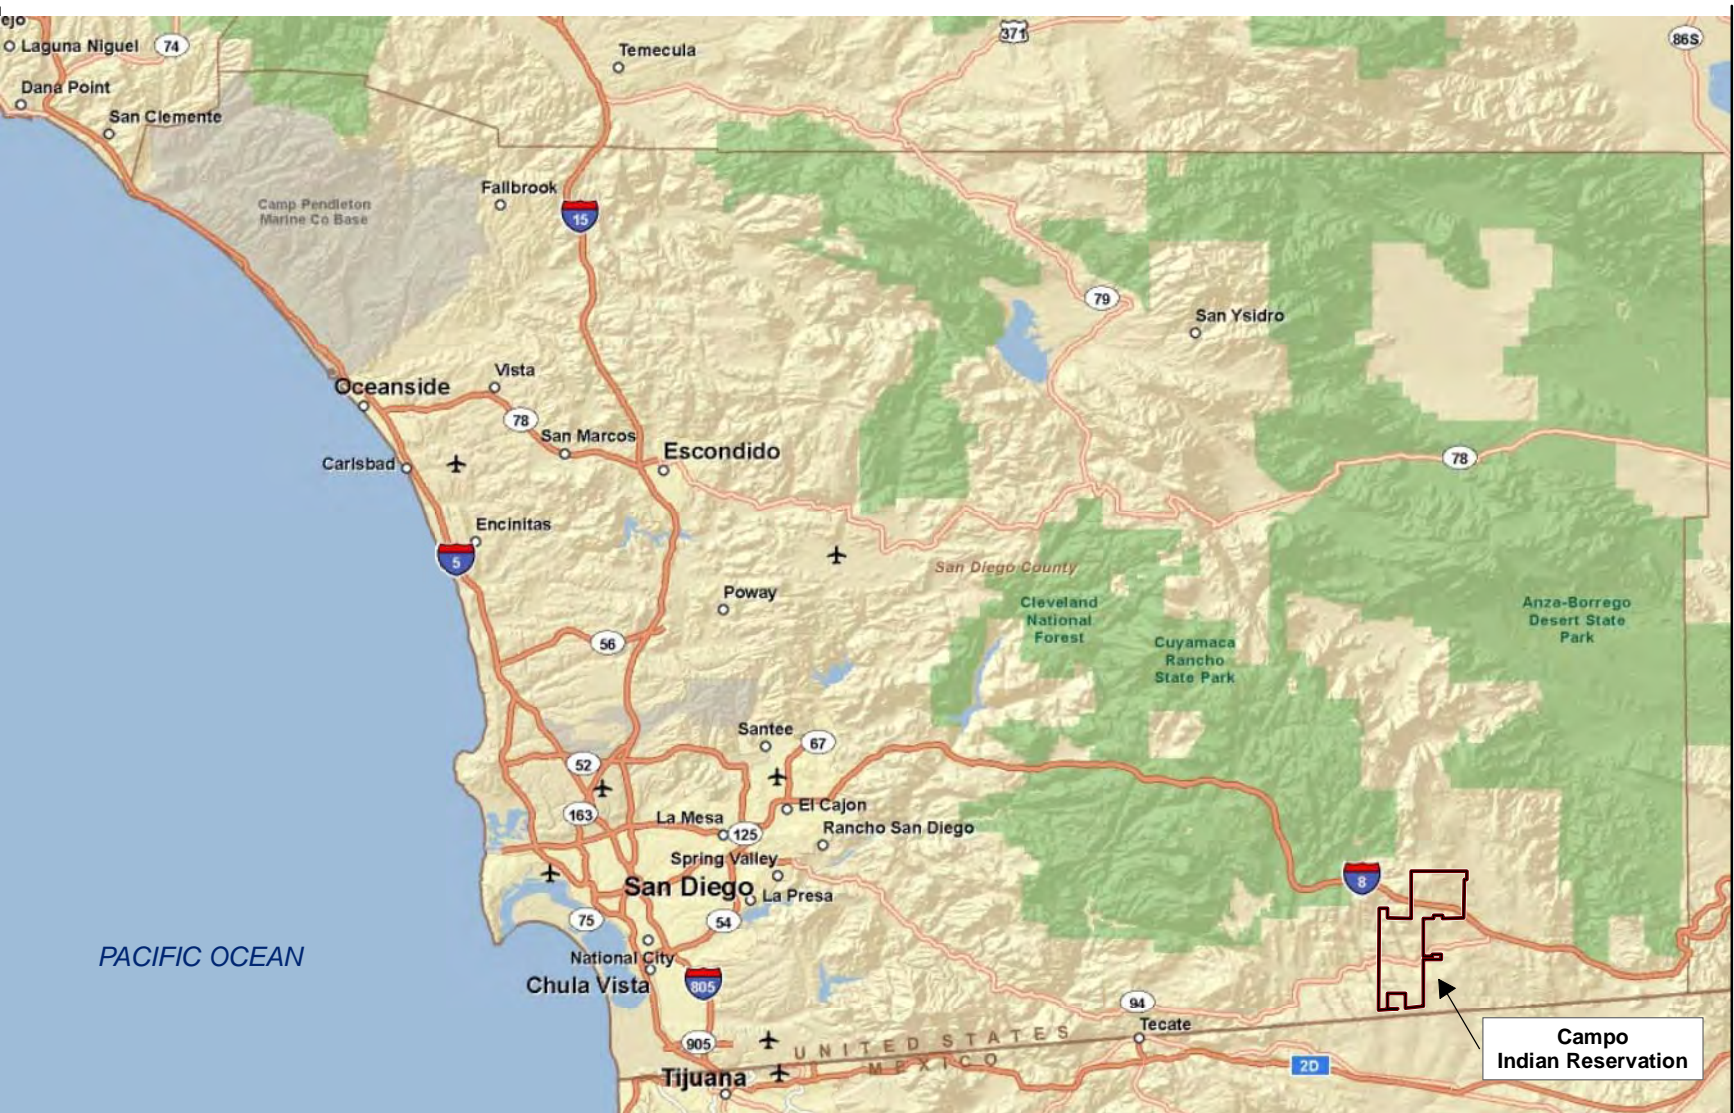 ejo
Laguna Niguel
74
Temecula
371
86S
Dana Point
San Clemente
Camp Pendleton
Marine Co Base
Fallbrook
15
79
San Ysidro
Vista
Oceanside
78
San Marcos
Escondido
Carlsbad
78
Encinitas
5
San Diego County
Poway
Cleveland
National
Forest
Anza-Borrego
Desert State
Park
56
Cuyamaca
Rancho
State Park
Santee
67
52
El Cajon
163
La Mesa
125
Rancho San Diego
Spring Valley
San Diego
8
La Presa
75
54
PACIFIC OCEAN
National City
Chula Vista
805
94
Tecate
905
UNITED STATES
MEXICO
Campo
Indian Reservation
2D
Tijuana